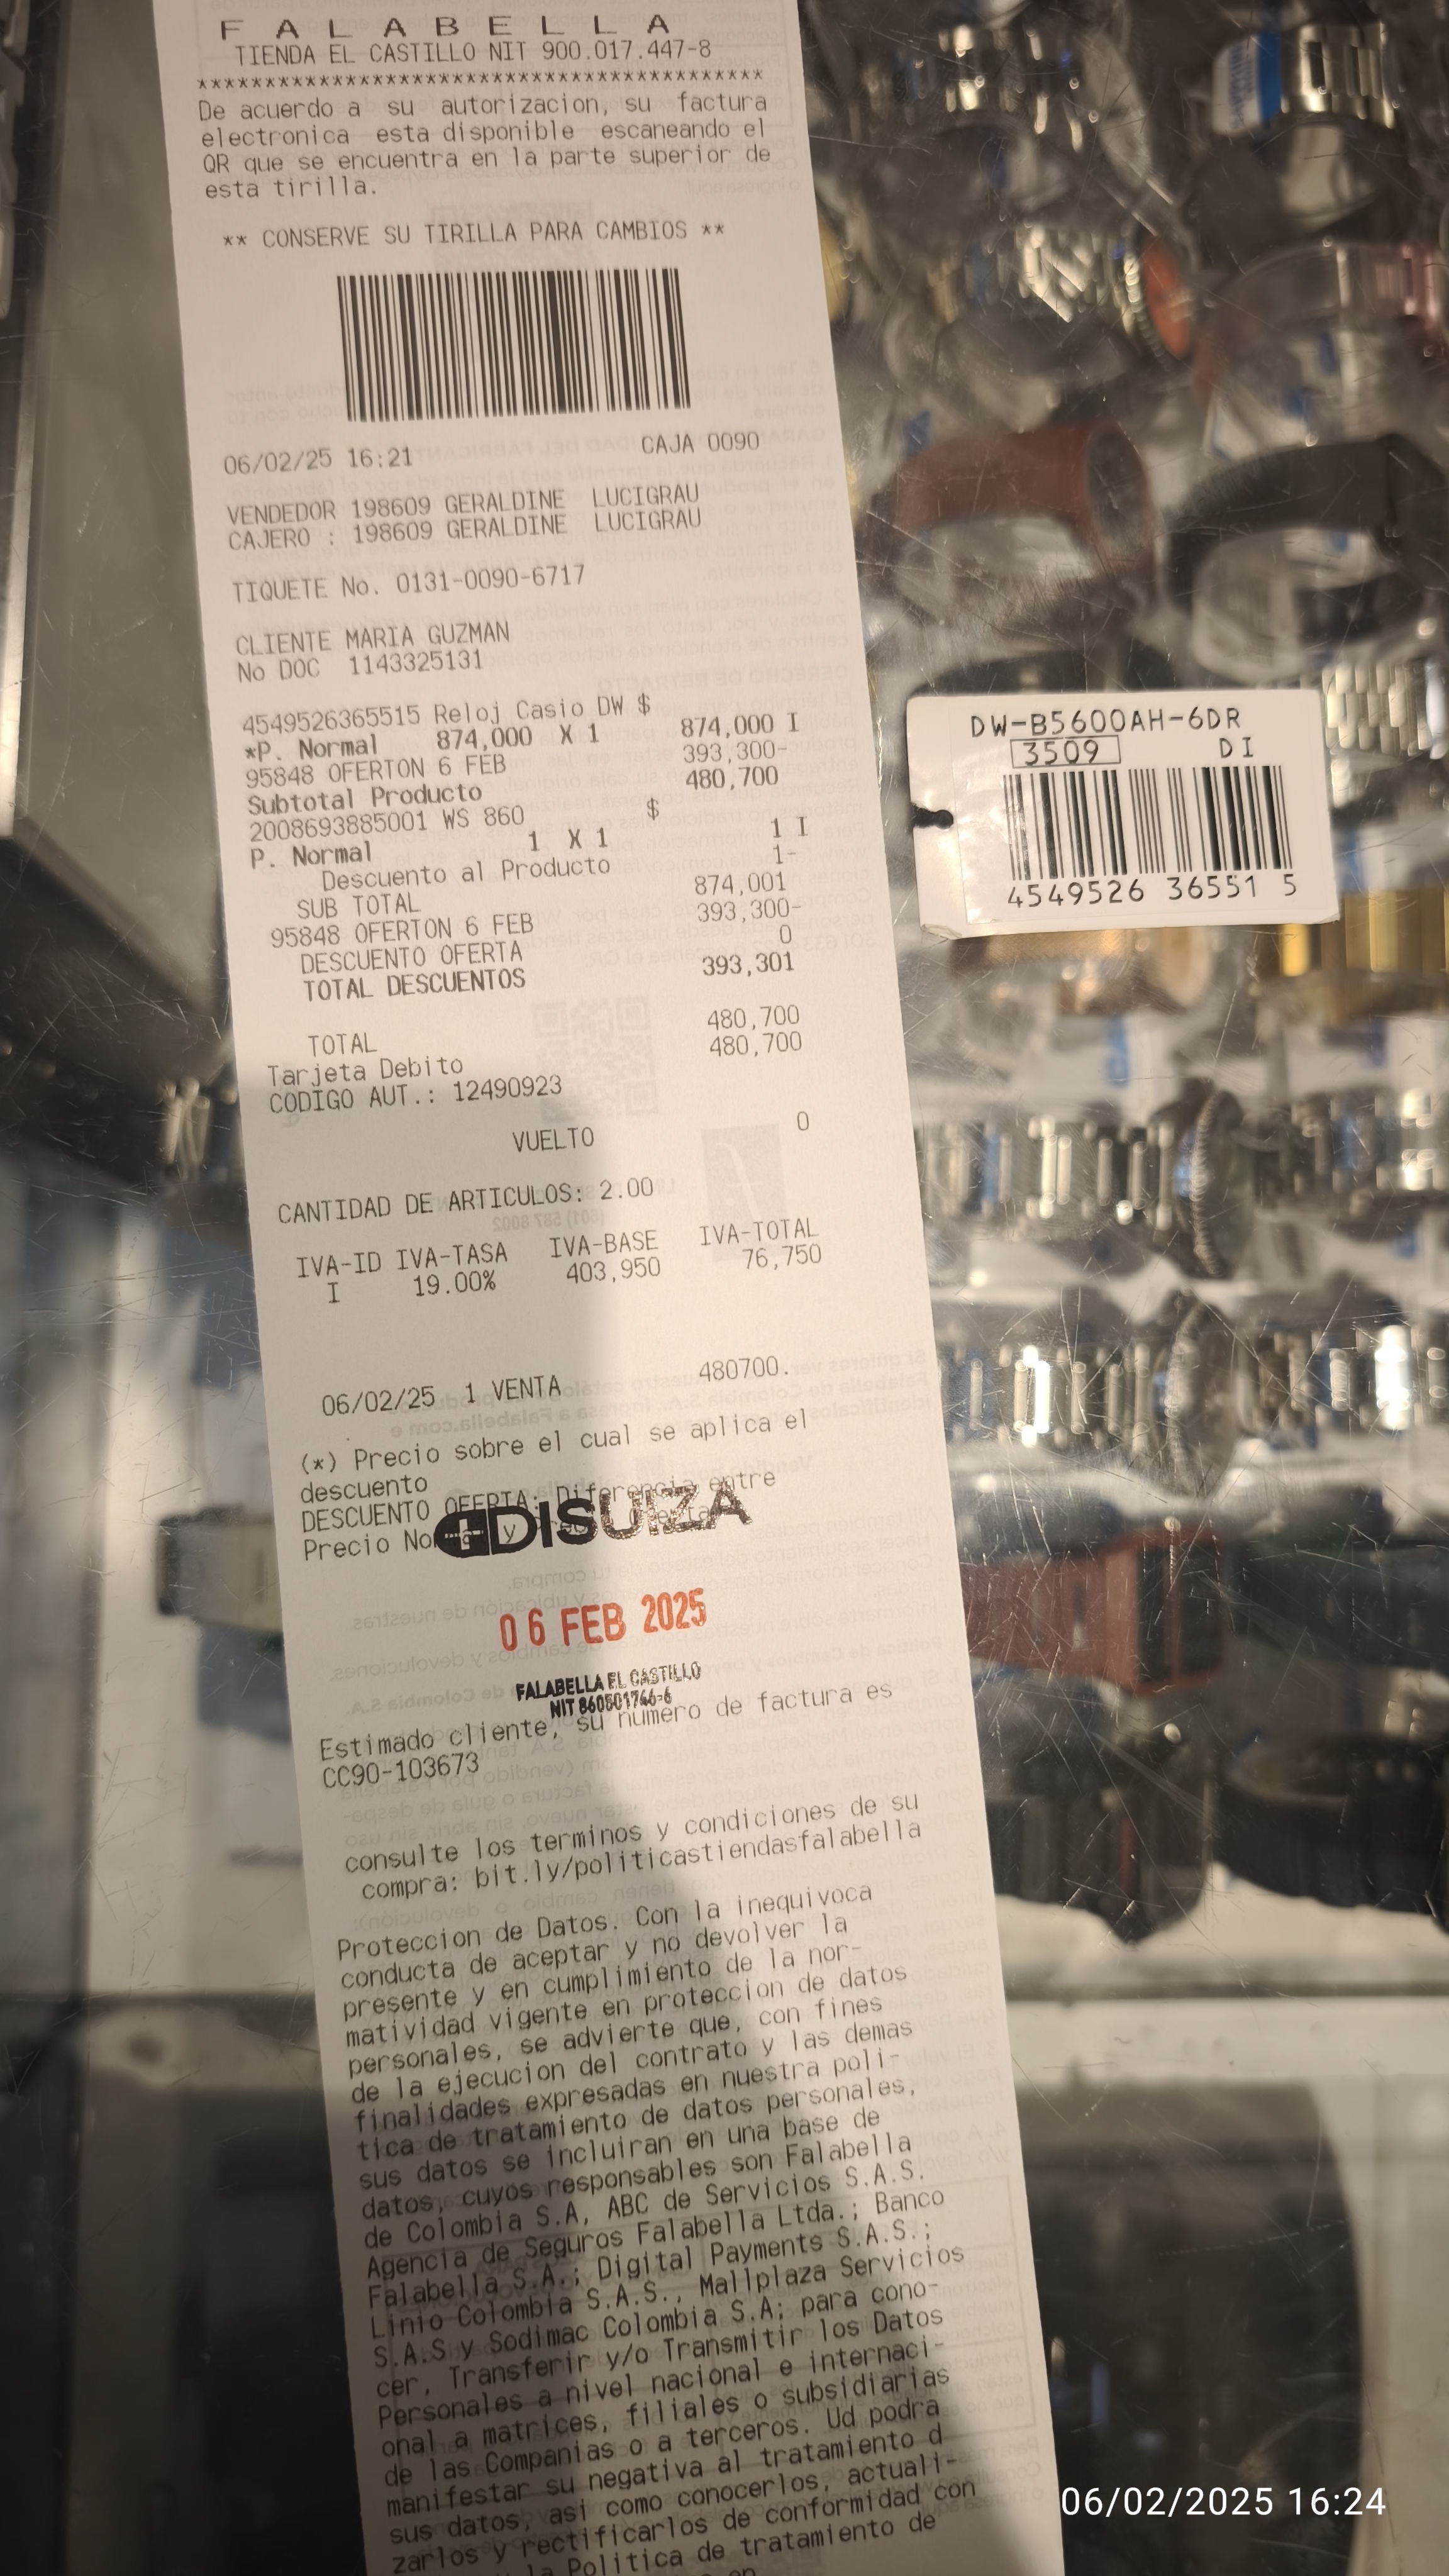 F A L A B E L L A
TIENDA EL CASTILLO NIT 900.017.447-8
******************************************
De acuerdo a su autorizacion, su factura
electronica esta disponible escaneando el
QR que se encuentra en la parte superior de
esta tirilla.
** CONSERVE SU TIRILLA PARA CAMBIOS **
06/02/25 16:21 CAJA 0090
VENDEDOR 198609 GERALDINE LUCIGRAU
CAJERO : 198609 GERALDINE LUCIGRAU
TIQUETE No. 0131-0090-6717
CLIENTE MARIA GUZMAN
No DOC 1143325131
4549526365515 Reloj Casio DW $
*P. Normal 874,000 X 1 874,000 I
95848 OFERTON 6 FEB 393,300-
Subtotal Producto 480,700
2008693885001 WS 860 $
P. Normal 1 X 1 1 I
Descuento al Producto 1-
SUB TOTAL 874,001
95848 OFERTON 6 FEB 393,300-
DESCUENTO OFERTA 0
TOTAL DESCUENTOS 393,301
TOTAL 480,700
Tarjeta Debito 480,700
CODIGO AUT.: 12490923
VUELTO 0
CANTIDAD DE ARTICULOS: 2.00
IVA-ID IVA-TASA IVA-BASE IVA-TOTAL
I 19.00% 403,950 76,750
06/02/25 1 VENTA 480700.
(*) Precio sobre el cual se aplica el
descuento
DESCUENTO OFERTA: Diferencia entre
Precio Normal y
DISUIZA
06 FEB 2025
FALABELLA EL CASTILLO
NIT 860501746-6
Estimado cliente, su numero de factura es
CC90-103673
consulte los terminos y condiciones de su
compra: bit.ly/politicastiendasfalabella
Proteccion de Datos. Con la inequivoca
conducta de aceptar y no devolver la
presente y en cumplimiento de la nor-
matividad vigente en proteccion de datos
personales, se advierte que, con fines
de la ejecucion del contrato y las demas
finalidades expresadas en nuestra poli-
tica de tratamiento de datos personales,
sus datos se incluiran en una base de
datos, cuyos responsables son Falabella
de Colombia S.A, ABC de Servicios S.A.S.
Agencia de Seguros Falabella Ltda.; Banco
Falabella S.A.; Digital Payments S.A.S.;
Linio Colombia S.A.S., Mallplaza Servicios
S.A.S y Sodimac Colombia S.A; para cono-
cer, Transferir y/o Transmitir los Datos
Personales a nivel nacional e internaci-
onal a matrices, filiales o subsidiarias
de las Companias o a terceros. Ud podra
manifestar su negativa al tratamiento d
sus datos, asi como conocerlos, actuali-
zarlos y rectificarlos de conformidad con
la Politica de tratamiento de
DW-B5600AH-6DR
3509 DI
4549526 36551 5
06/02/2025 16:24